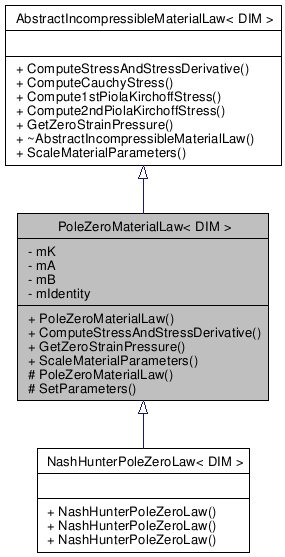 AbstractIncompressibleMaterialLaw< DIM >
+ ComputeStressAndStressDerivative()
+ ComputeCauchyStress()
+ Compute1stPiolaKirchoffStress()
+ Compute2ndPiolaKirchoffStress()
+ GetZeroStrainPressure()
+ ~AbstractIncompressibleMaterialLaw()
+ ScaleMaterialParameters()
PoleZeroMaterialLaw< DIM >
- mK
- mA
- mB
- mIdentity
+ PoleZeroMaterialLaw()
+ ComputeStressAndStressDerivative()
+ GetZeroStrainPressure()
+ ScaleMaterialParameters()
# PoleZeroMaterialLaw()
# SetParameters()
NashHunterPoleZeroLaw< DIM >
+ NashHunterPoleZeroLaw()
+ NashHunterPoleZeroLaw()
+ NashHunterPoleZeroLaw()